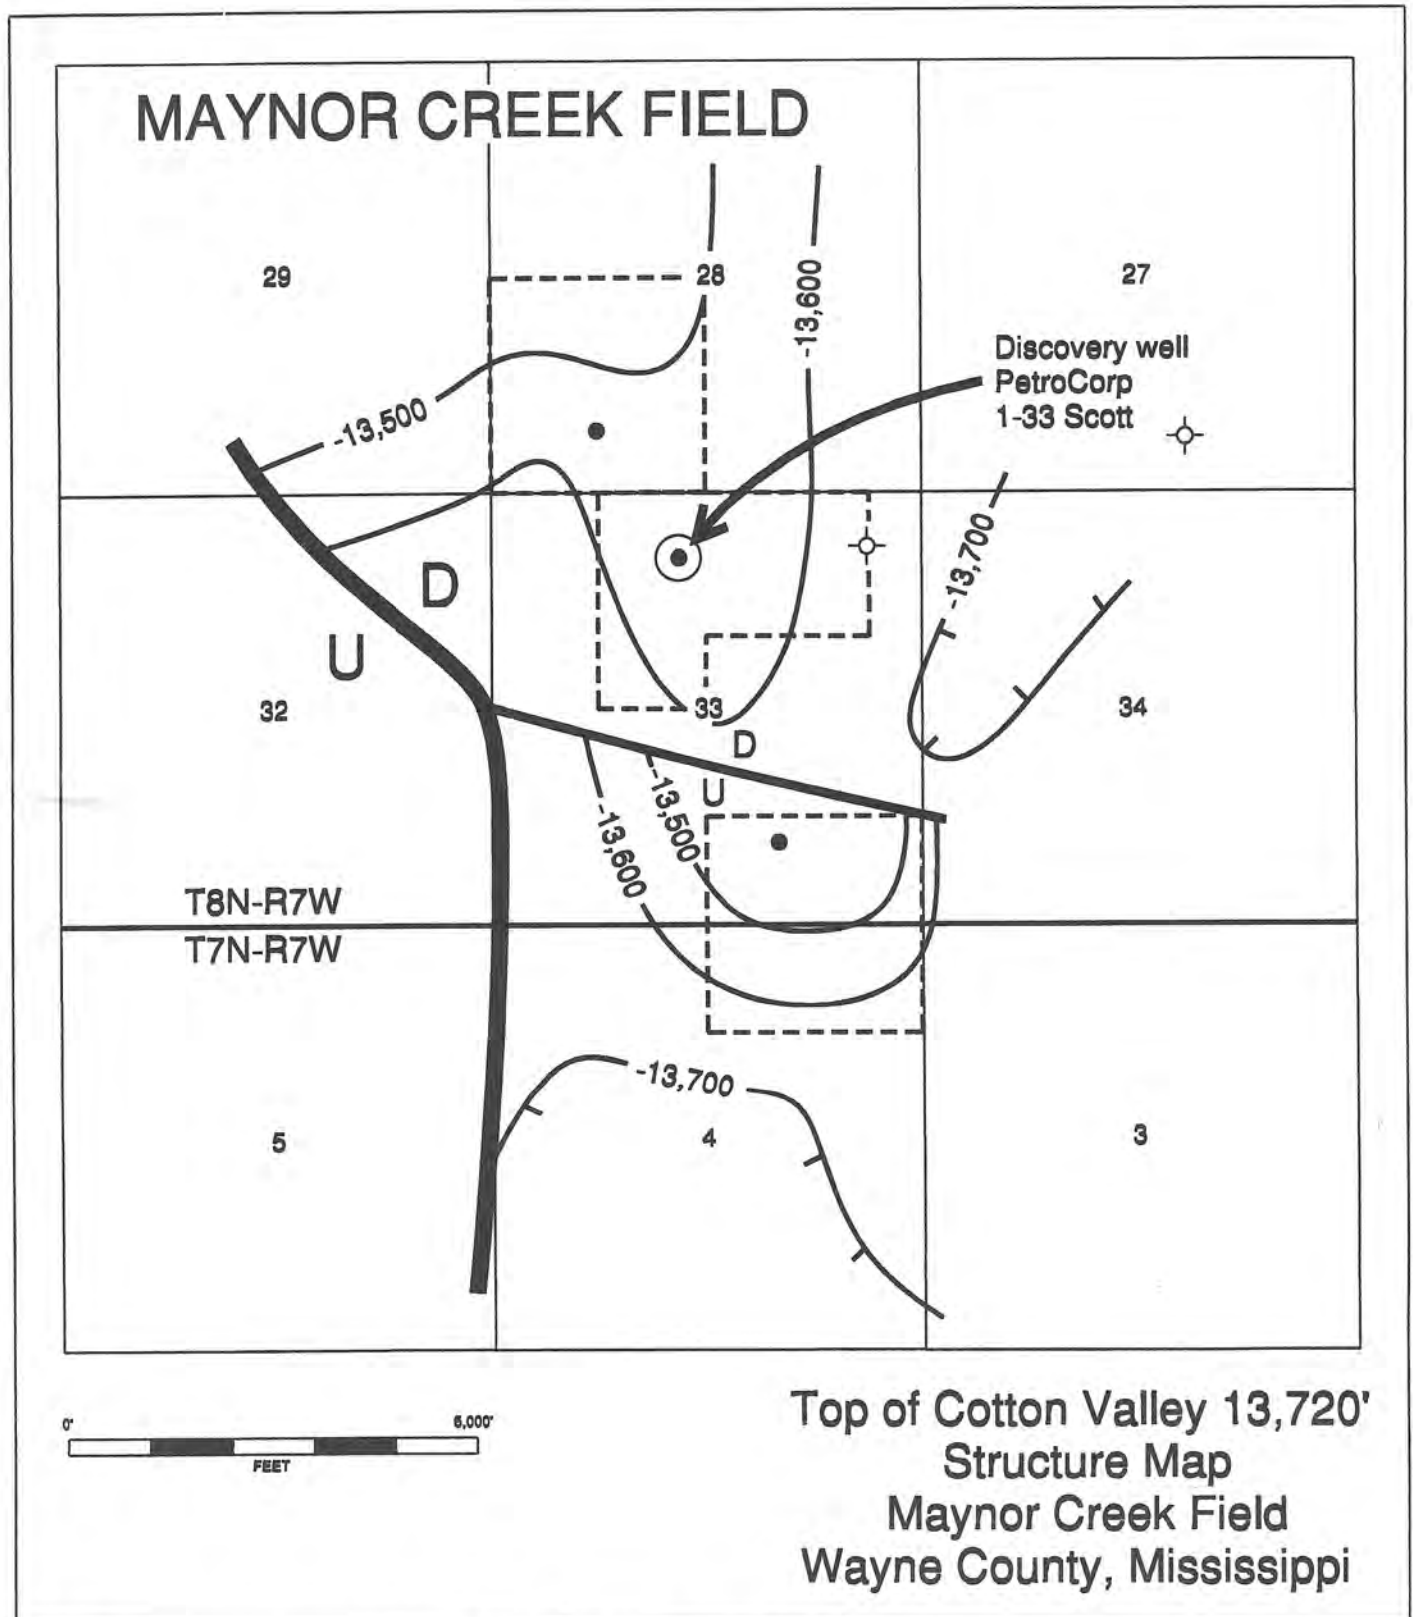 MAYNOR CREEK FIELD
29
28
27
-13,600
Discovery well
PetroCorp
1-33 Scott
-13,500
-13,700
D
U
32
33
34
D
U
-13,500
-13,600
T8N-R7W
T7N-R7W
-13,700
5
4
3
0'
5,000'
FEET
Top of Cotton Valley 13,720'
Structure Map
Maynor Creek Field
Wayne County, Mississippi